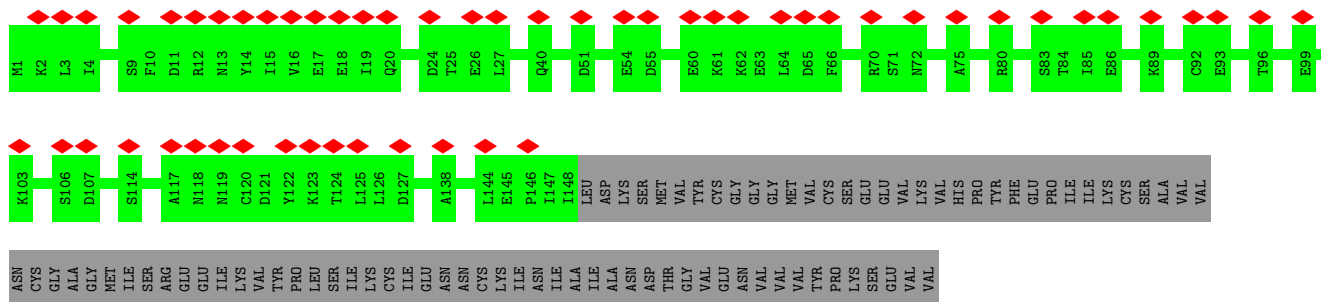 M1 K2 L3 I4 S9 F10 D11 R12 N13 Y14 I15 V16 E17 E18 I19 Q20 D24 T25 E26 L27 Q40 D51 E54 D55 E60 K61 K62 E63 L64 D65 F66 R70 S71 N72 A75 R80 S83 T84 I85 E86 K89 C92 E93 T96 E99
K103 S106 D107 S114 A117 N118 N119 C120 D121 Y122 K123 T124 L125 L126 D127 A138 L144 E145 P146 I147 I148 LEU ASP LYS SER MET VAL TYR CYS GLY GLY GLY MET VAL CYS SER GLU GLU VAL LYS VAL HIS PRO TYR PHE GLU PRO ILE ILE LYS CYS SER ALA VAL VAL
ASN CYS GLY ALA GLY MET ILE SER ARG GLU GLU ILE LYS VAL TYR PRO LEU SER ILE LYS CYS ILE GLU ASN ASN CYS LYS ILE ASN ILE ALA ILE ALA ASN ASP THR GLY VAL GLU ASN VAL VAL VAL TYR PRO LYS SER GLU VAL VAL